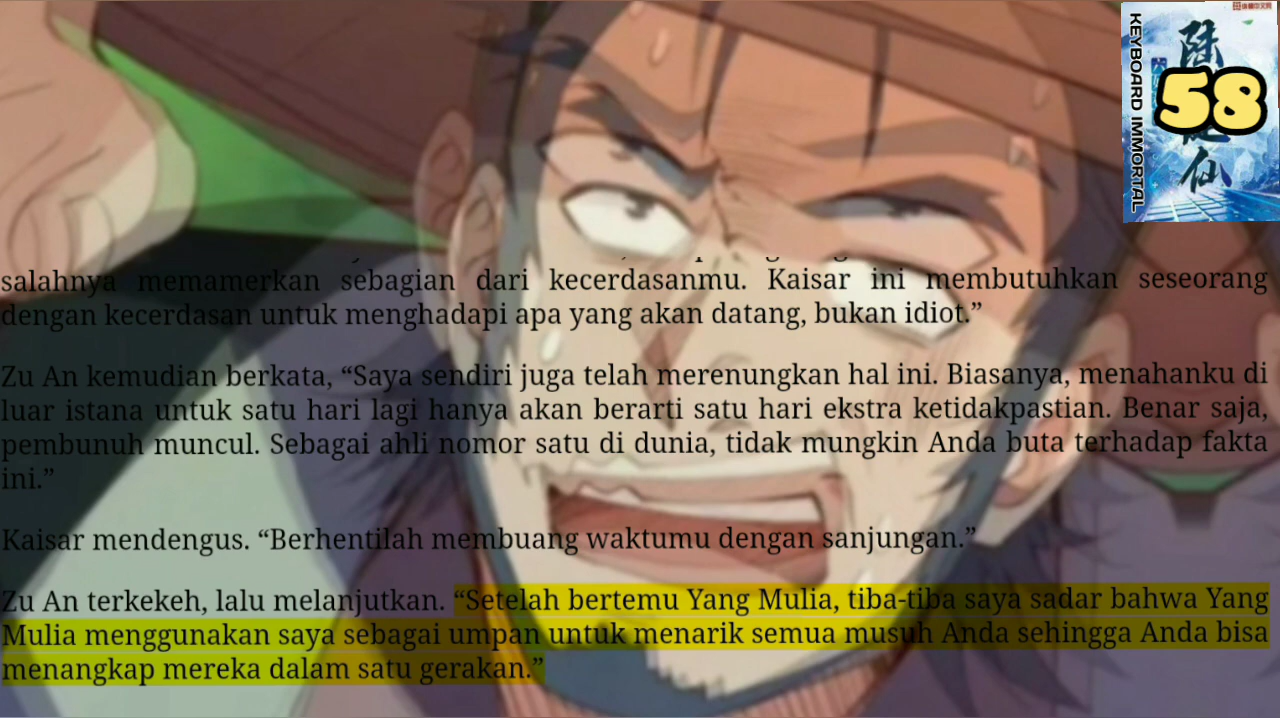 KEYBOARD IMMORTAL
58
仙
salahnya memamerkan sebagian dari kecerdasanmu. Kaisar ini membutuhkan seseorang
dengan kecerdasan untuk menghadapi apa yang akan datang, bukan idiot.”
Zu An kemudian berkata, “Saya sendiri juga telah merenungkan hal ini. Biasanya, menahanku di
luar istana untuk satu hari lagi hanya akan berarti satu hari ekstra ketidakpastian. Benar saja,
pembunuh muncul. Sebagai ahli nomor satu di dunia, tidak mungkin Anda buta terhadap fakta
ini.”
Kaisar mendengus. “Berhentilah membuang waktumu dengan sanjungan.”
Zu An terkekeh, lalu melanjutkan. “Setelah bertemu Yang Mulia, tiba-tiba saya sadar bahwa Yang
Mulia menggunakan saya sebagai umpan untuk menarik semua musuh Anda sehingga Anda bisa
menangkap mereka dalam satu gerakan.”